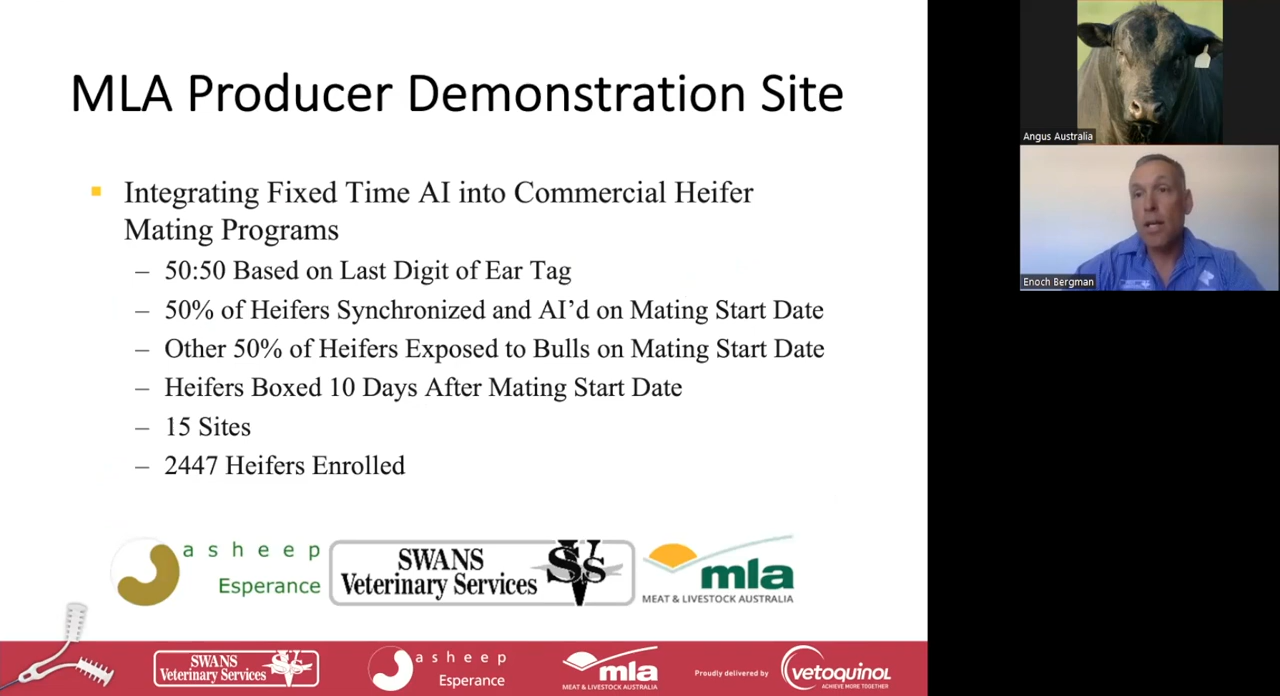 MLA Producer Demonstration Site
Integrating Fixed Time AI into Commercial Heifer
Mating Programs
– 50:50 Based on Last Digit of Ear Tag
– 50% of Heifers Synchronized and AI'd on Mating Start Date
– Other 50% of Heifers Exposed to Bulls on Mating Start Date
– Heifers Boxed 10 Days After Mating Start Date
– 15 Sites
– 2447 Heifers Enrolled
asheep
Esperance
SWANS
Veterinary Services
SVS
mla
MEAT & LIVESTOCK AUSTRALIA
SWANS
Veterinary Services
SVS
asheep
Esperance
mla
MEAT & LIVESTOCK AUSTRALIA
Proudly delivered by
vetoquinol
ACHIEVE MORE TOGETHER
Angus Australia
Enoch Bergman